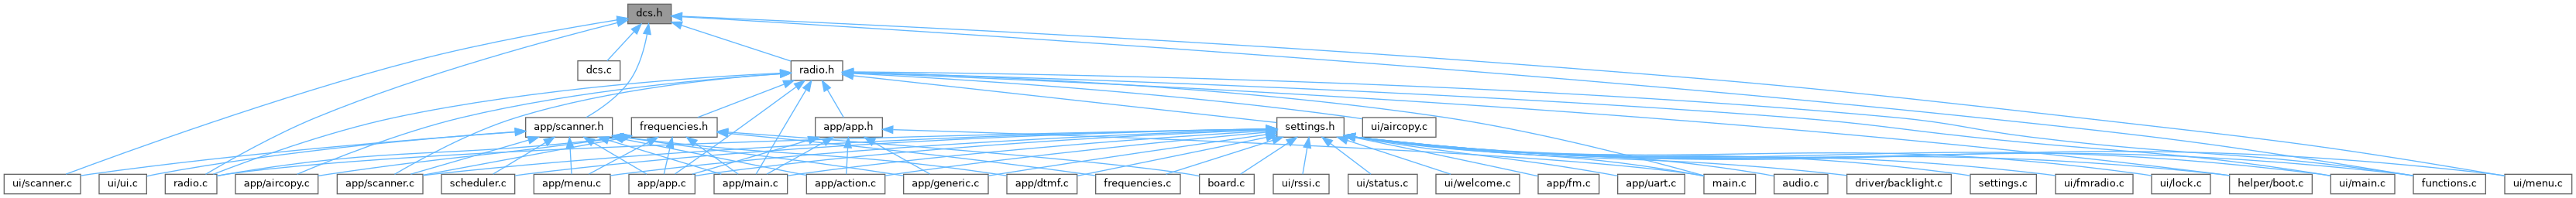 dcs.h
dcs.c
radio.h
app/scanner.h
frequencies.h
app/app.h
settings.h
ui/aircopy.c
ui/scanner.c
ui/ui.c
radio.c
app/aircopy.c
app/scanner.c
scheduler.c
app/menu.c
app/app.c
app/main.c
app/action.c
app/generic.c
app/dtmf.c
frequencies.c
board.c
ui/rssi.c
ui/status.c
ui/welcome.c
app/fm.c
app/uart.c
main.c
audio.c
driver/backlight.c
settings.c
ui/fmradio.c
ui/lock.c
helper/boot.c
ui/main.c
functions.c
ui/menu.c